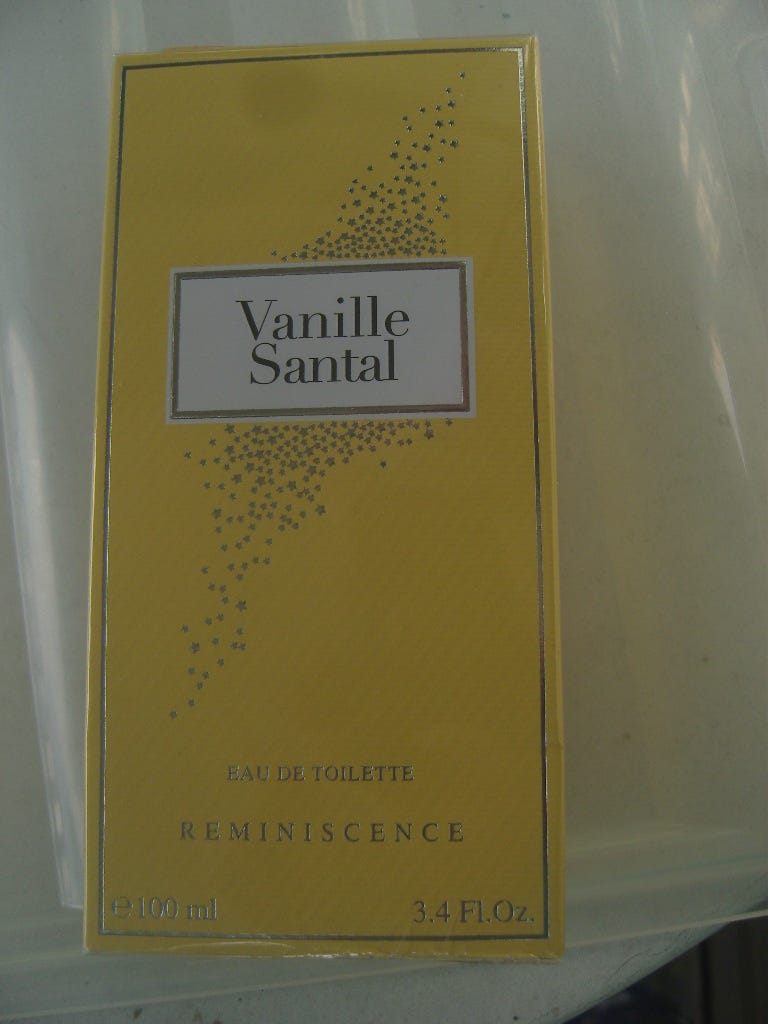 Vanille
Santal
EAU DE TOILETTE
REMINISCENCE
℮100 ml
3.4 Fl.Oz.